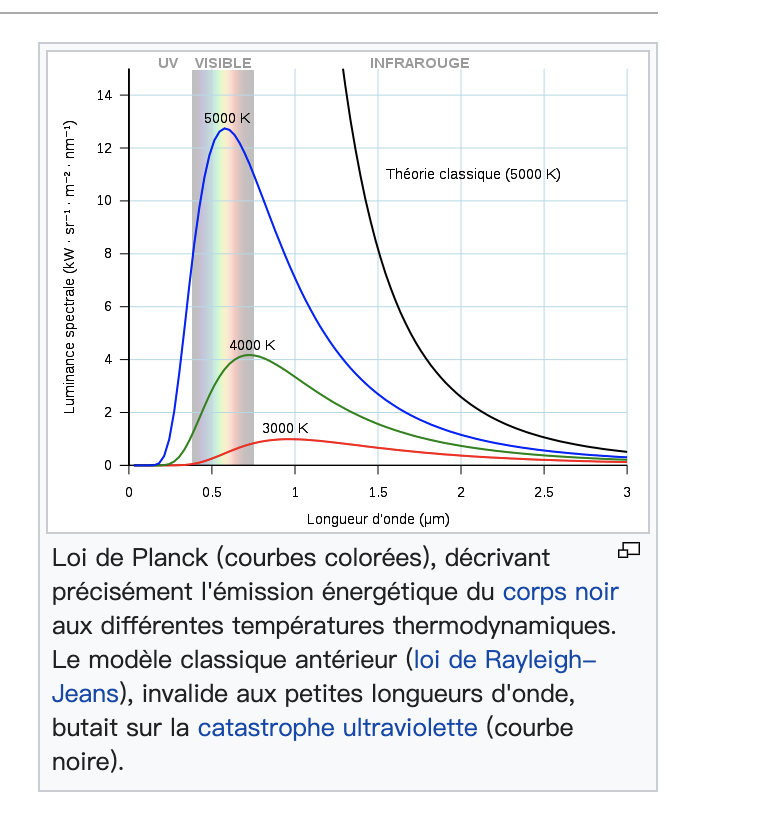 UV VISIBLE INFRAROUGE
14
5000 K
12
Théorie classique (5000 K)
10
8
6
4000 K
4
2
3000 K
0
Luminance spectrale (kW · sr⁻¹ · m⁻² · nm⁻¹)
0 0.5 1 1.5 2 2.5 3
Longueur d'onde (µm)
Loi de Planck (courbes colorées), décrivant
précisément l'émission énergétique du corps noir
aux différentes températures thermodynamiques.
Le modèle classique antérieur (loi de Rayleigh–
Jeans), invalide aux petites longueurs d'onde,
butait sur la catastrophe ultraviolette (courbe
noire).